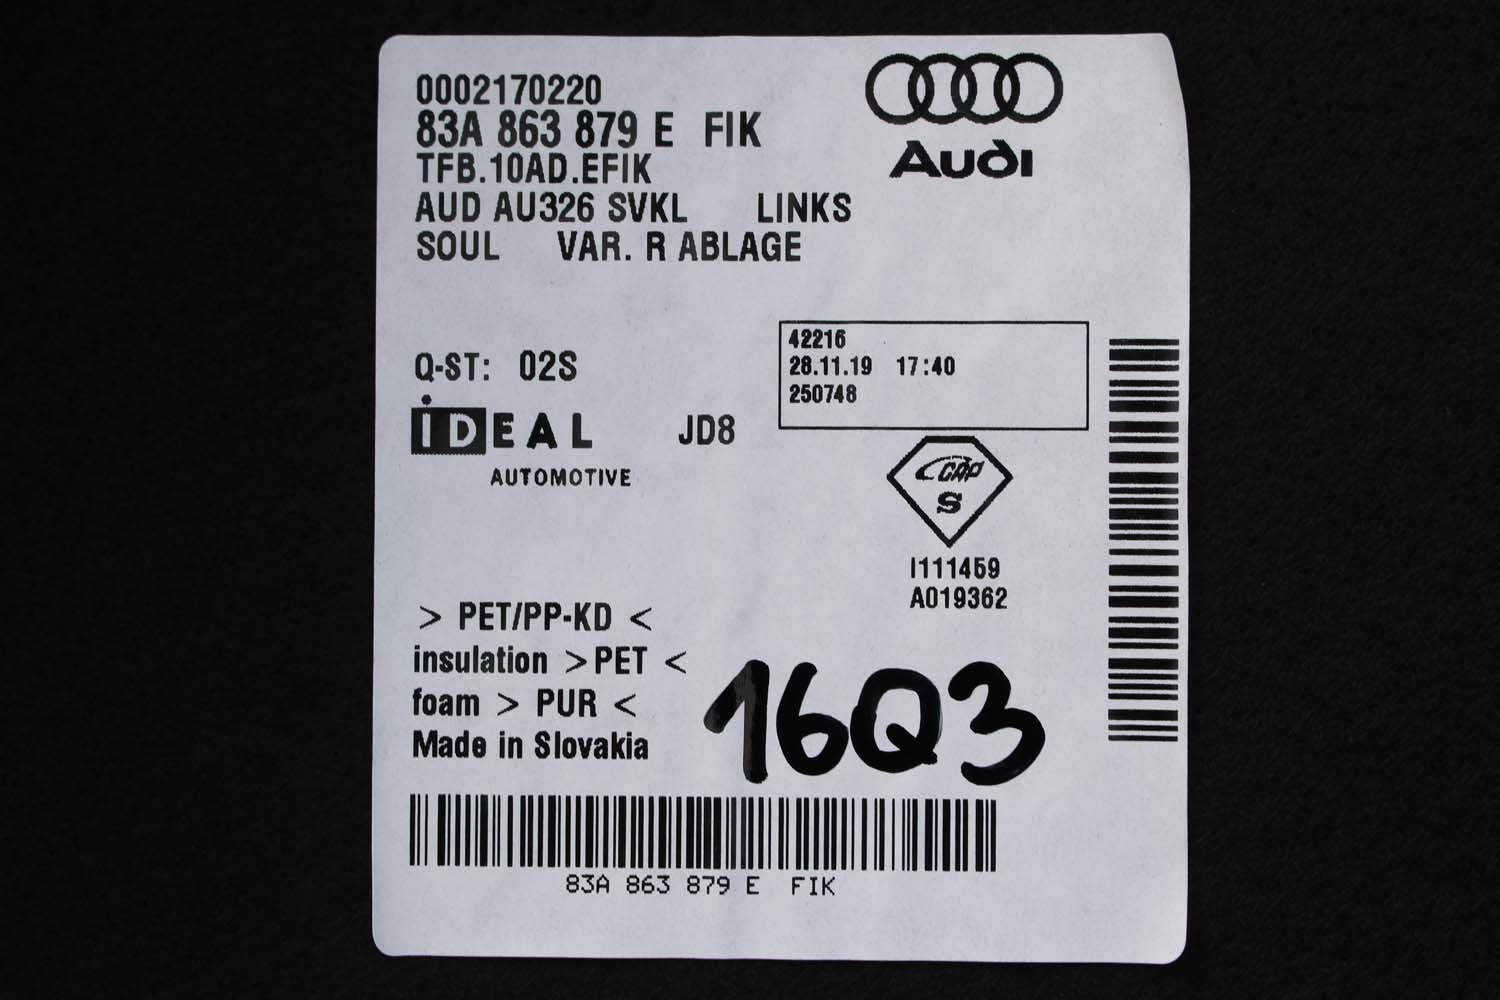 0002170220
83A 863 879 E FIK
TFB.10AD.EFIK
AUD AU326 SVKL LINKS
SOUL VAR. R ABLAGE
Audi
Q-ST: 02S
42216
28.11.19 17:40
250748
iDEAL
AUTOMOTIVE
JD8
GAP
S
I111459
A019362
> PET/PP-KD <
insulation >PET <
foam > PUR <
Made in Slovakia
16Q3
83A 863 879 E FIK